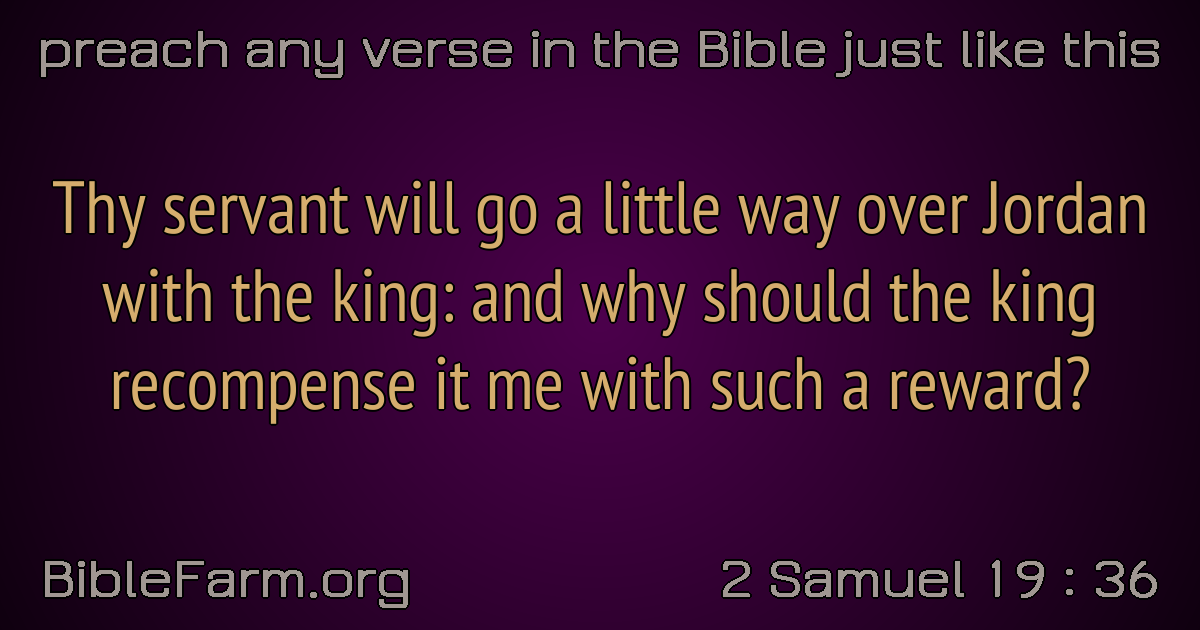 preach any verse in the Bible just like this
Thy servant will go a little way over Jordan
with the king: and why should the king
recompense it me with such a reward?
BibleFarm.org
2 Samuel 19 : 36